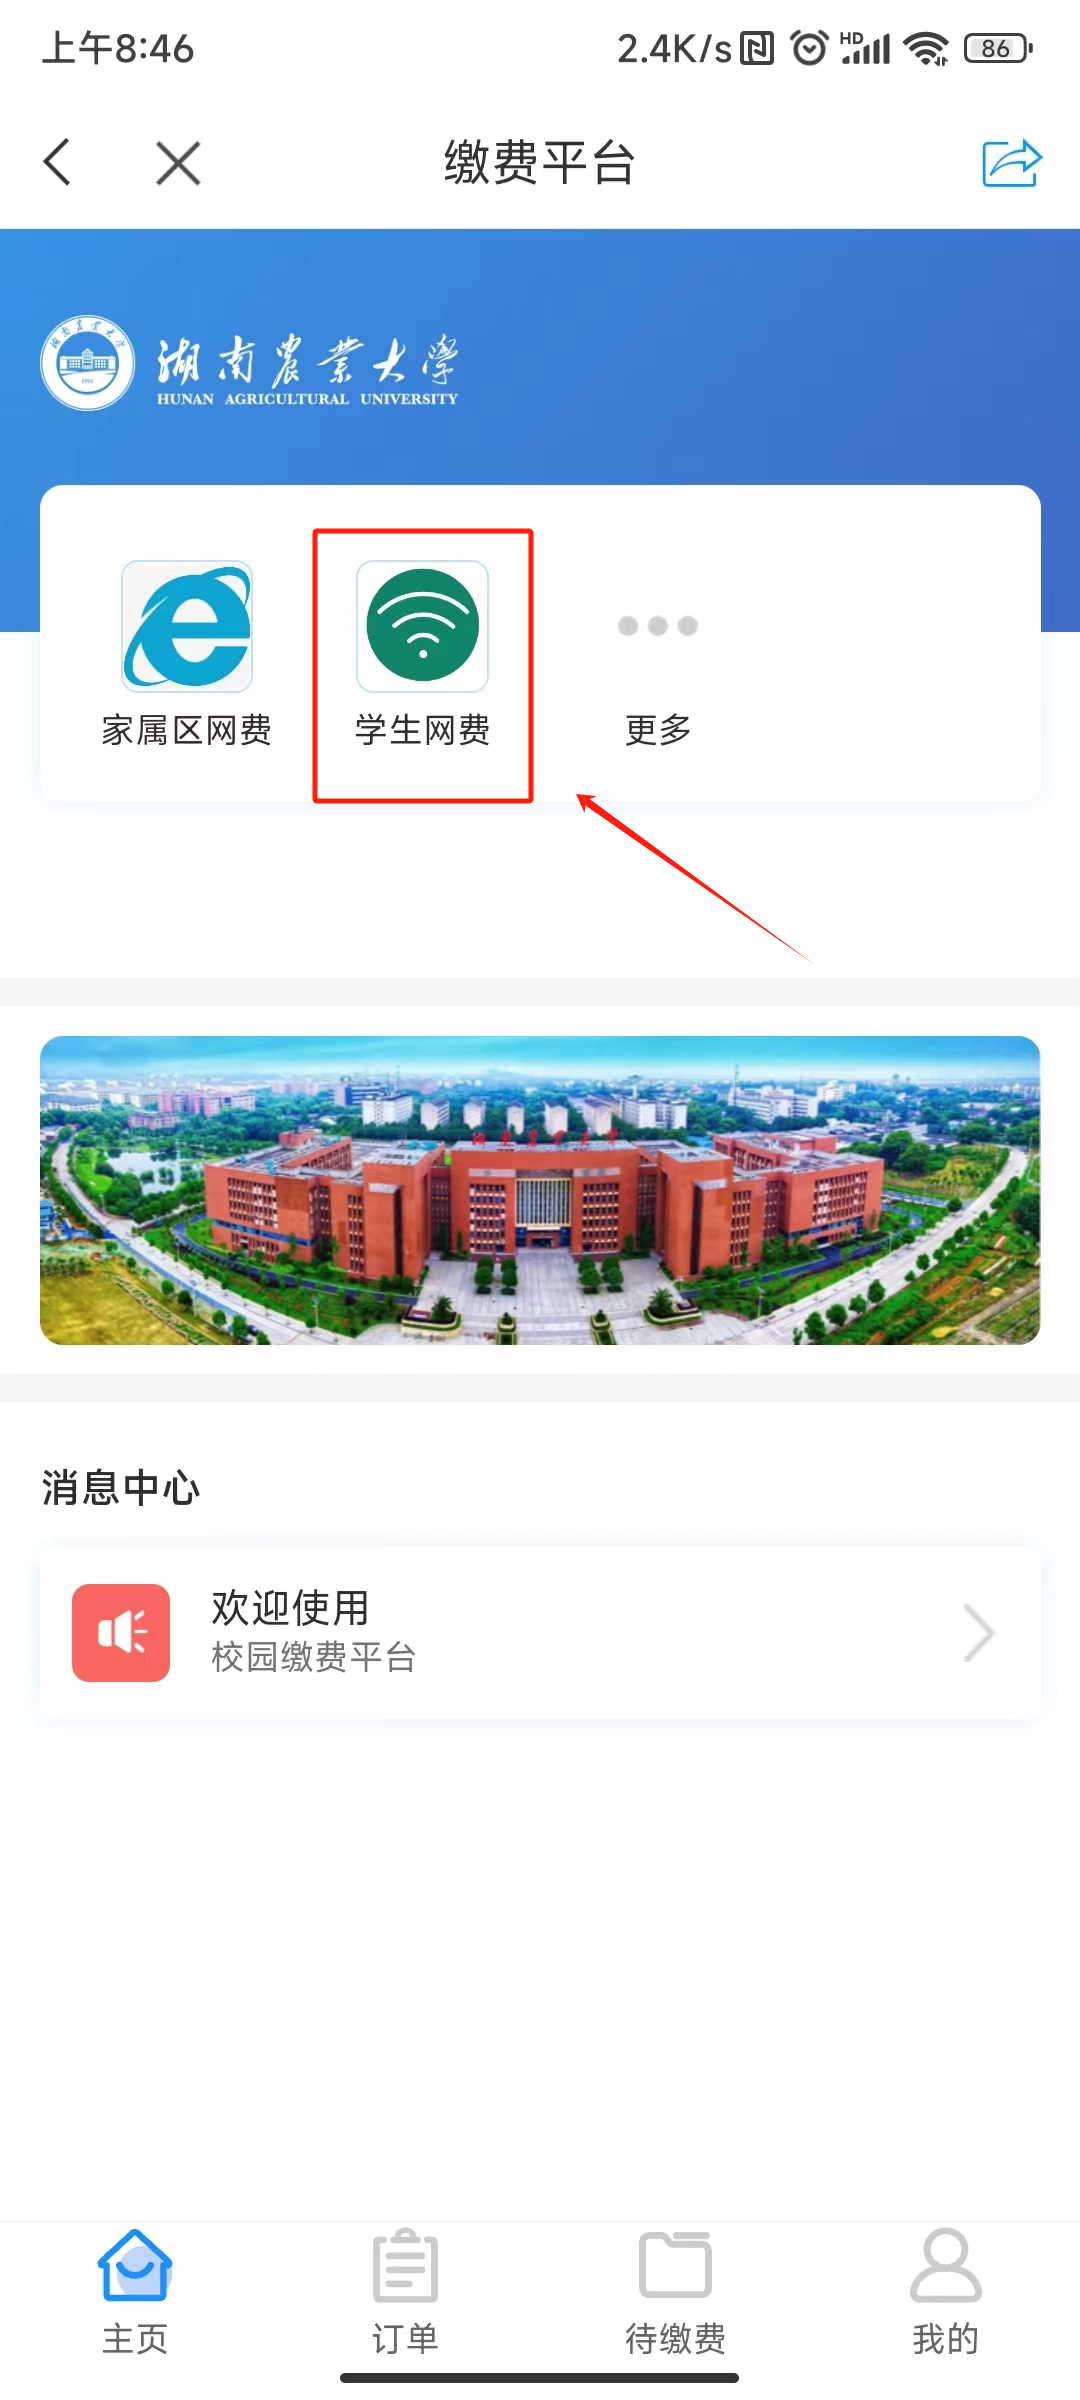 上午8:46
2.4K/s
HD
86
缴费平台
湖南农业大学
HUNAN AGRICULTURAL UNIVERSITY
家属区网费
学生网费
更多
消息中心
欢迎使用
校园缴费平台
主页
订单
待缴费
我的